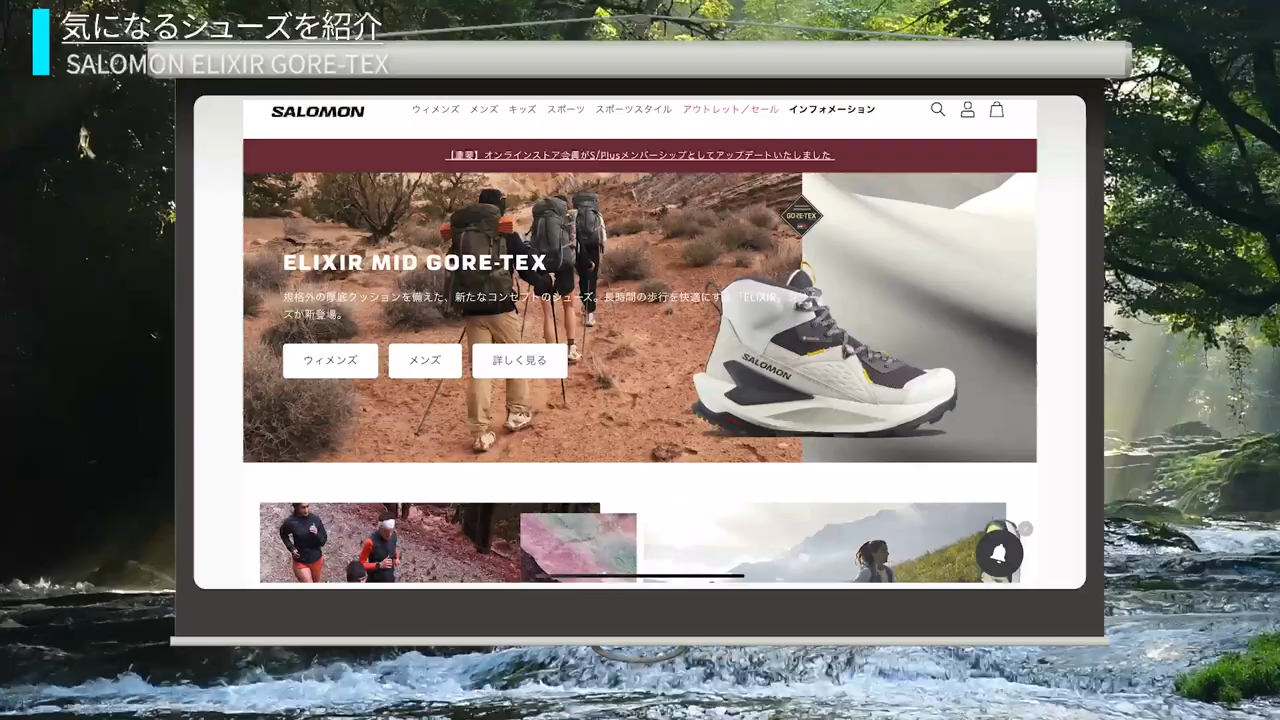 気になるシューズを紹介
SALOMON ELIXIR GORE-TEX
SALOMON
ウィメンズ メンズ キッズ スポーツ スポーツスタイル アウトレット／セール インフォメーション
【重要】オンラインストア会員がS/Plusメンバーシップとしてアップデートいたしました
GORE-TEX
ELIXIR MID GORE-TEX
規格外の厚底クッションを備えた、新たなコンセプトのシューズ。長時間の歩行を快適にする「ELIXIR」
ズが新登場。
ウィメンズ メンズ 詳しく見る
SALOMON